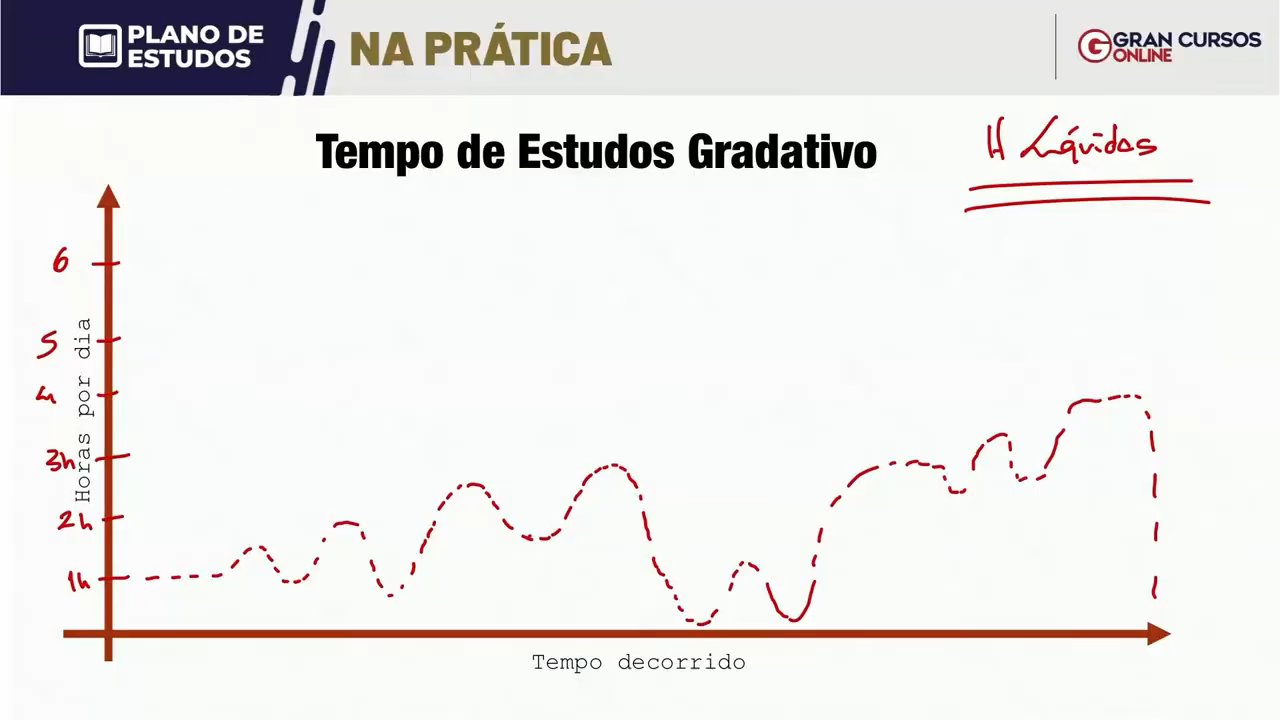 PLANO DE
ESTUDOS
NA PRÁTICA
GRAN CURSOS
ONLINE
Tempo de Estudos Gradativo
H Líquidas
6
5
4
3h
2h
1h
Horas por dia
Tempo decorrido